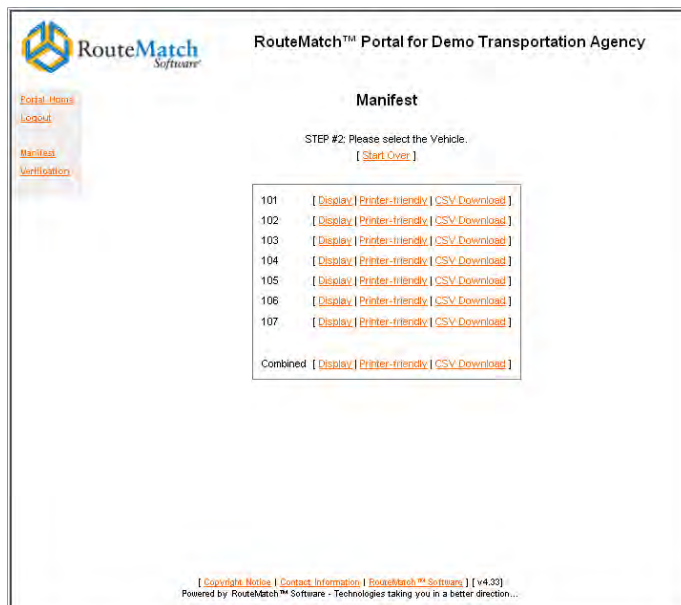 RouteMatch
Software
RouteMatch™ Portal for Demo Transportation Agency
Portal Home
Logout
Manifest
Verification
Manifest
STEP #2: Please select the Vehicle.
[ Start Over ]
101 [ Display | Printer-friendly | CSV Download ]
102 [ Display | Printer-friendly | CSV Download ]
103 [ Display | Printer-friendly | CSV Download ]
104 [ Display | Printer-friendly | CSV Download ]
105 [ Display | Printer-friendly | CSV Download ]
106 [ Display | Printer-friendly | CSV Download ]
107 [ Display | Printer-friendly | CSV Download ]
Combined [ Display | Printer-friendly | CSV Download ]
[ Copyright Notice | Contact Information | RouteMatch™ Software ] [ v4.33]
Powered by RouteMatch™ Software - Technologies taking you in a better direction...